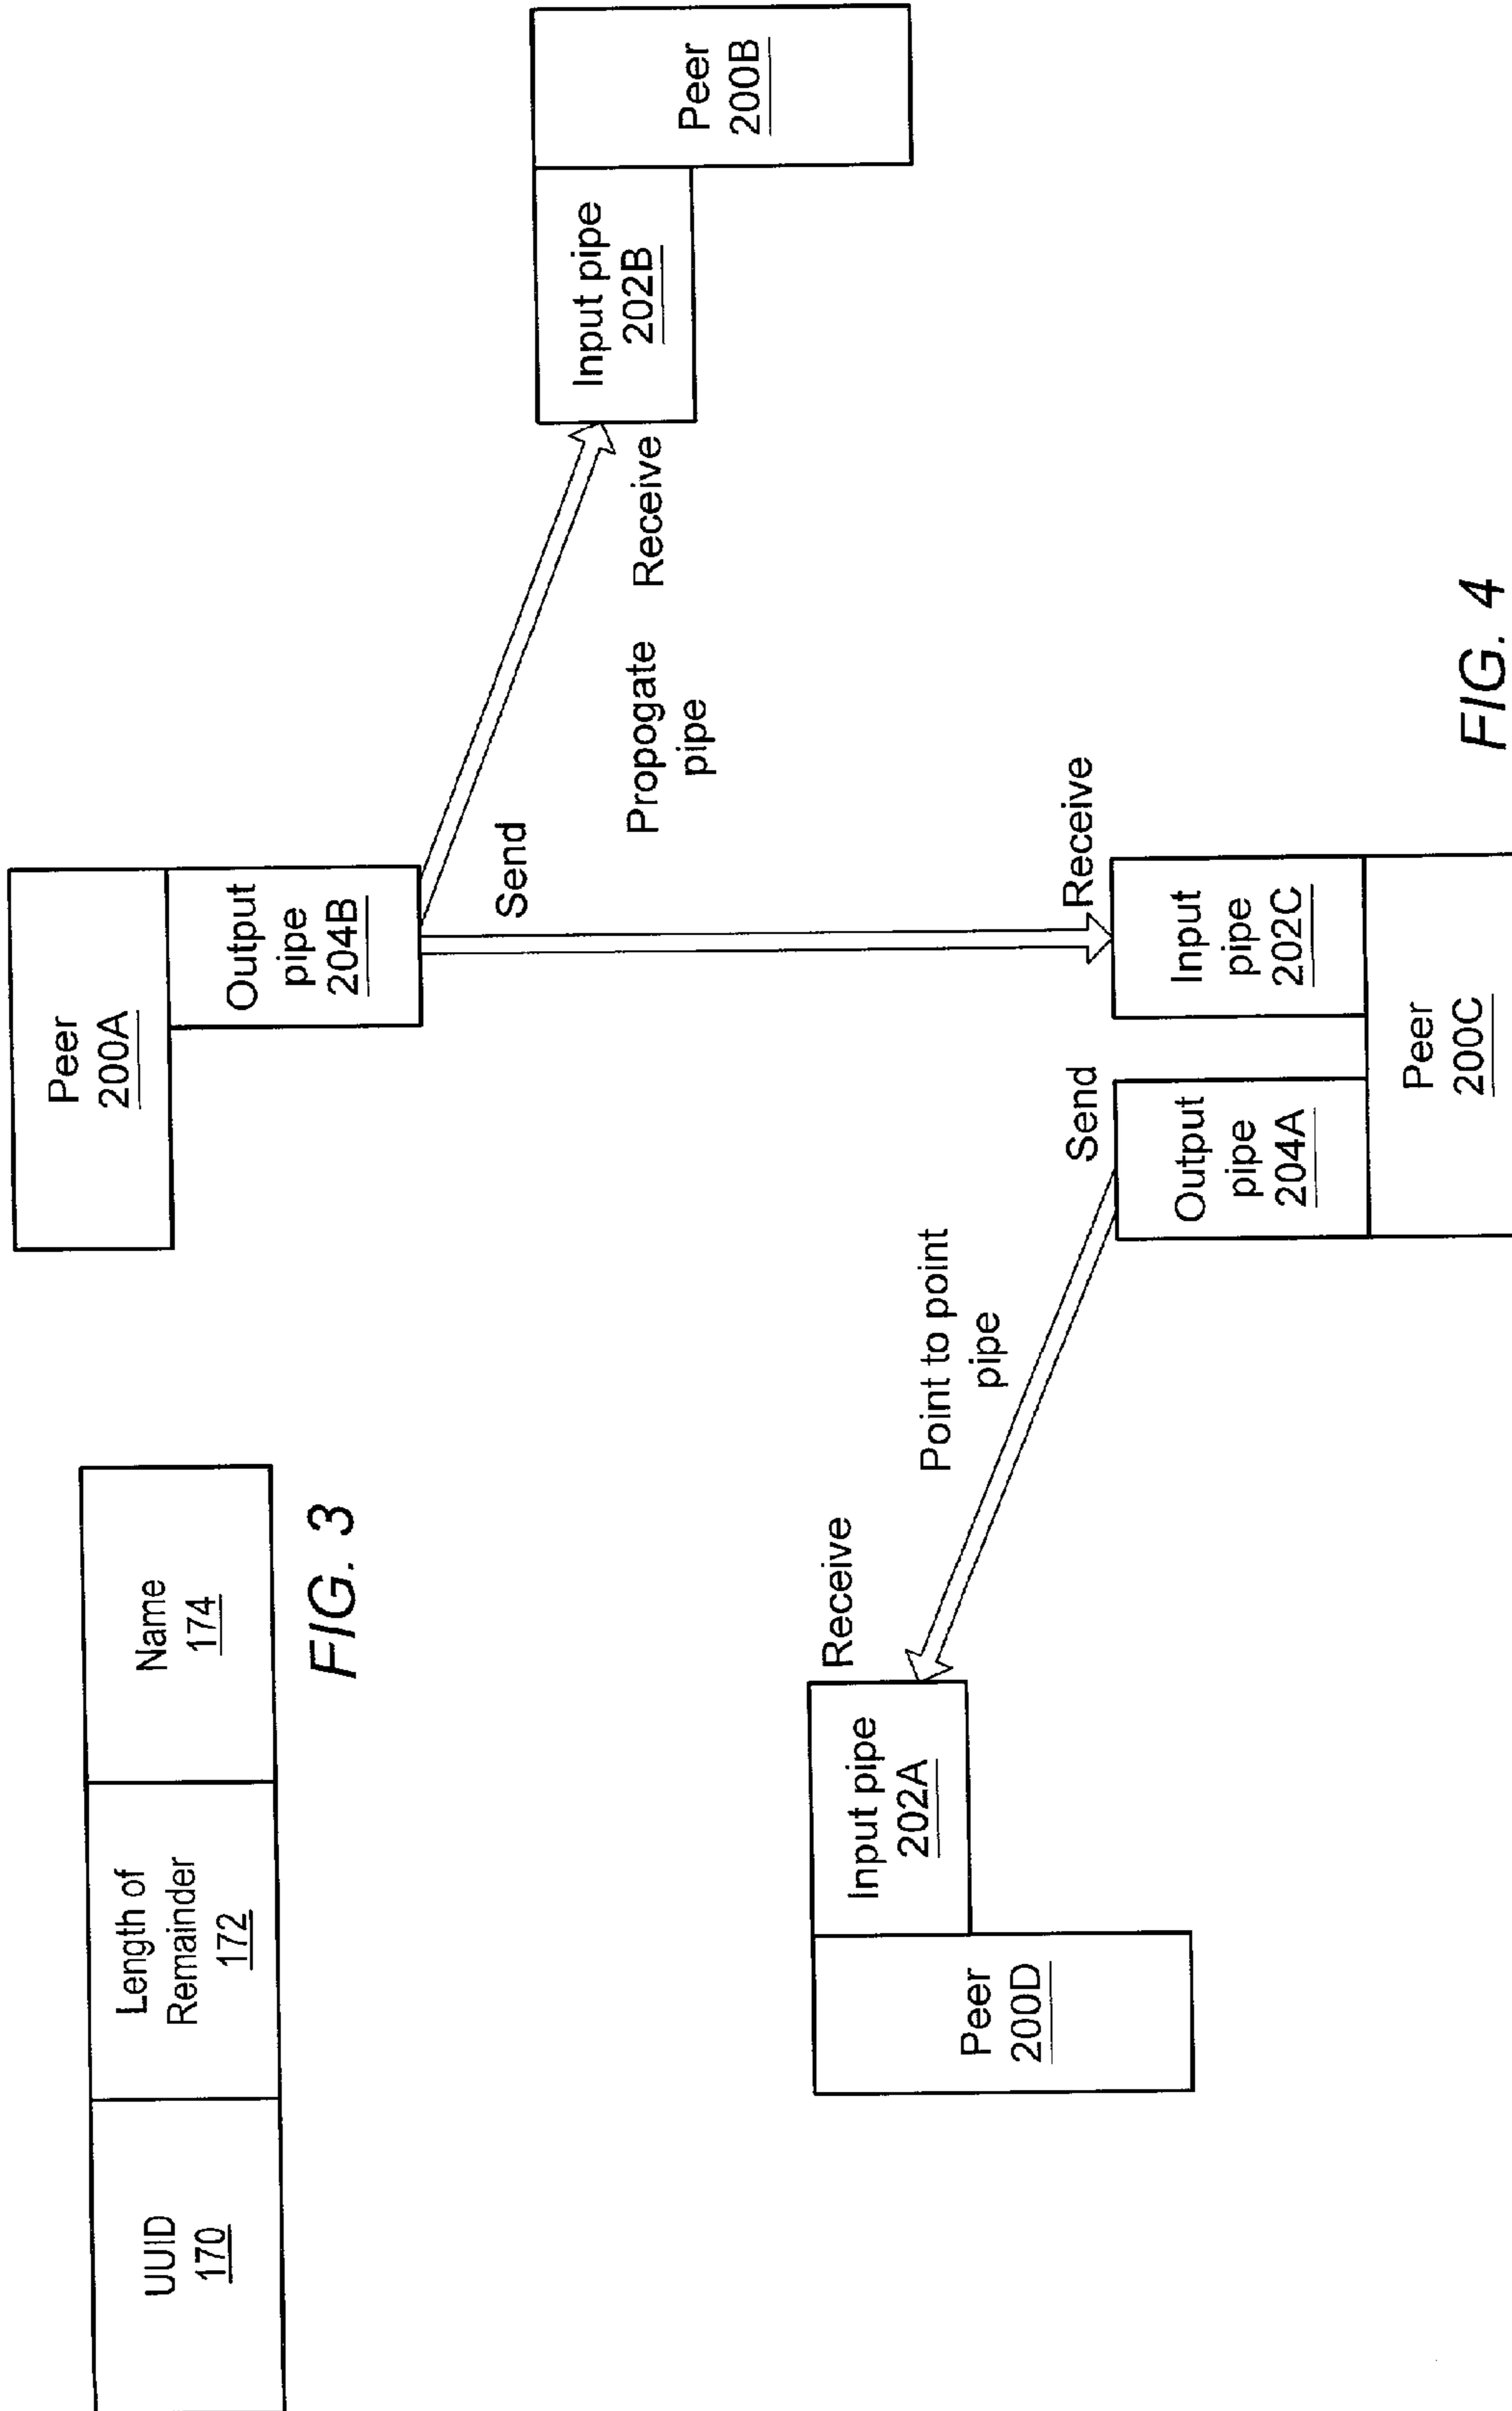 UUID
170
Length of
Remainder
172
Name
174
FIG. 3
Peer
200A
Output
pipe
204B
Send
Propogate
pipe
Receive
Input pipe
202B
Peer
200B
Receive
Input
pipe
202C
Peer
200C
Output
pipe
204A
Send
Point to point
pipe
Receive
Input pipe
202A
Peer
200D
FIG. 4